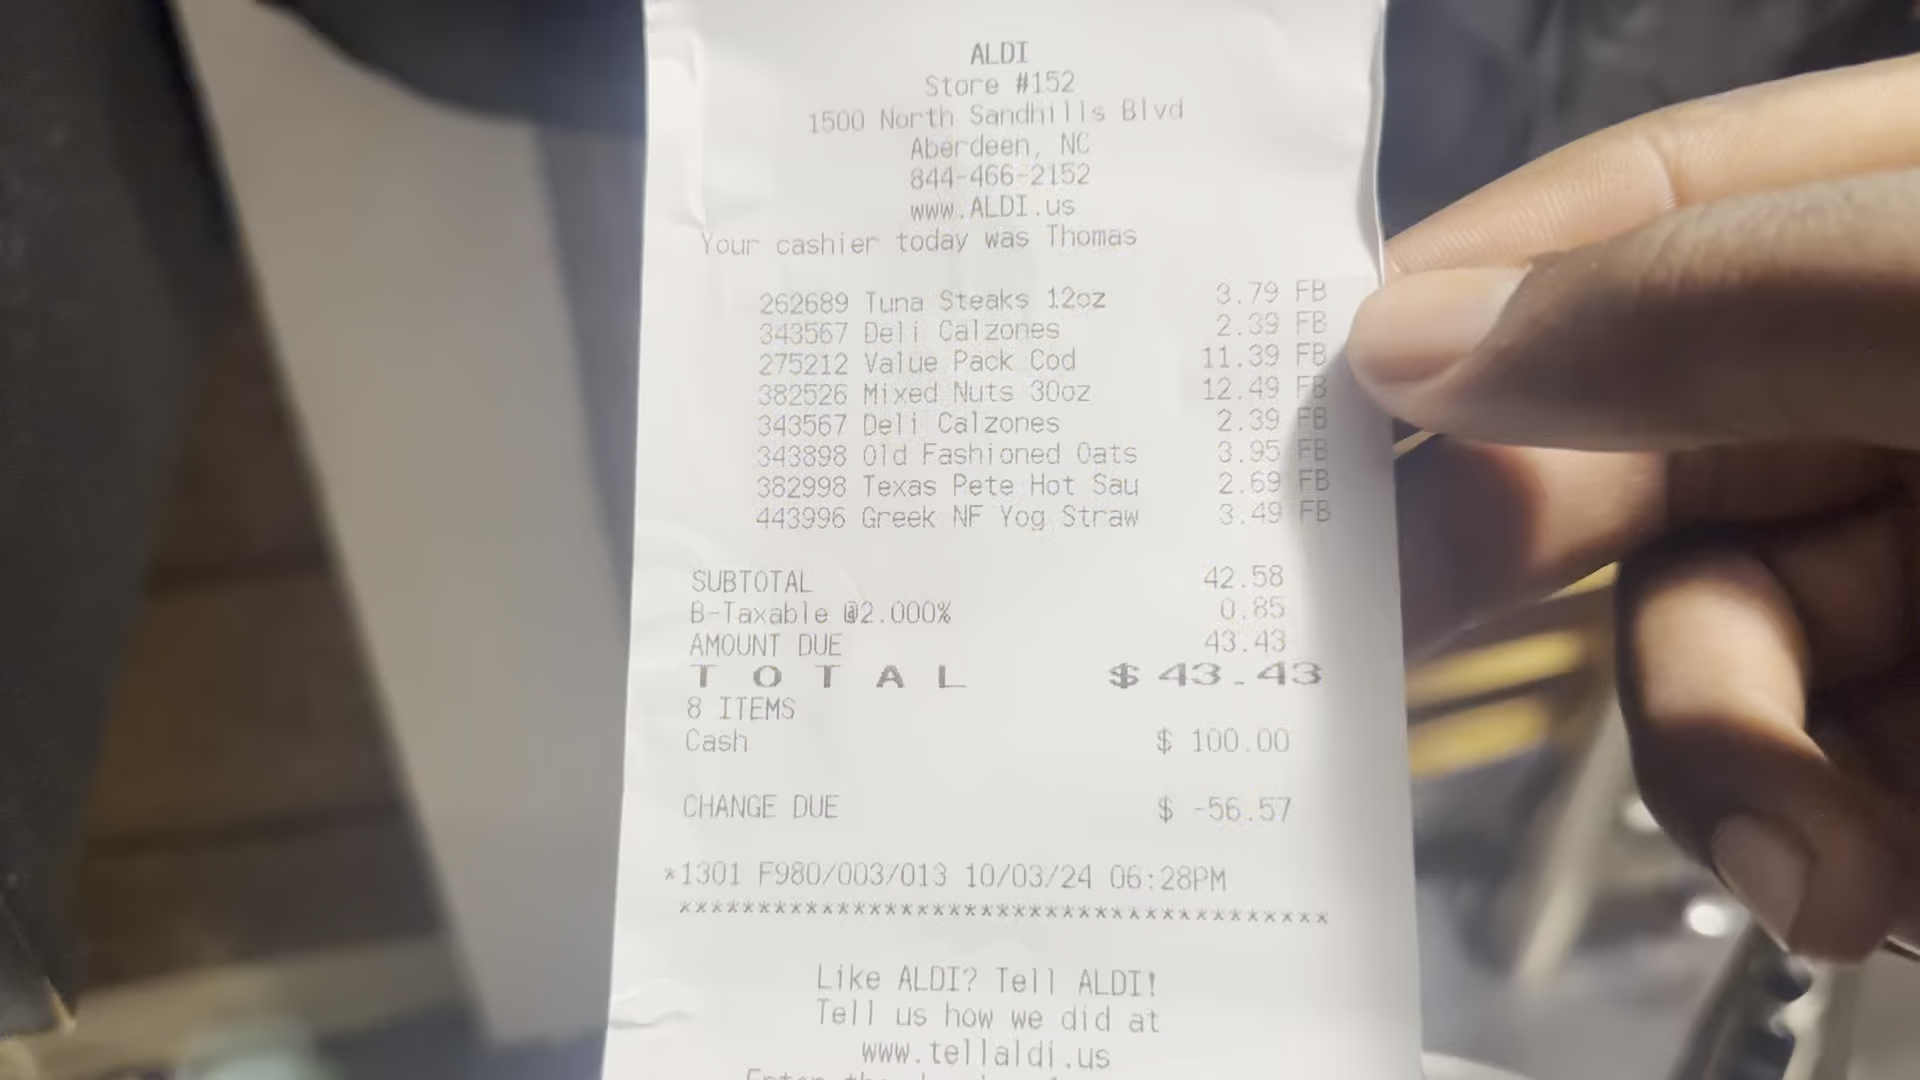 ALDI
Store #152
1500 North Sandhills Blvd
Aberdeen, NC
844-466-2152
www.ALDI.us
Your cashier today was Thomas
262689 Tuna Steaks 12oz 3.79 FB
343567 Deli Calzones 2.39 FB
275212 Value Pack Cod 11.39 FB
382526 Mixed Nuts 30oz 12.49 FB
343567 Deli Calzones 2.39 FB
343898 Old Fashioned Oats 3.95 FB
382998 Texas Pete Hot Sau 2.69 FB
443996 Greek NF Yog Straw 3.49 FB
SUBTOTAL 42.58
B-Taxable @2.000% 0.85
AMOUNT DUE 43.43
T O T A L $ 43.43
8 ITEMS
Cash $ 100.00
CHANGE DUE $ -56.57
*1301 F980/003/013 10/03/24 06:28PM
******************************************
Like ALDI? Tell ALDI!
Tell us how we did at
www.tellaldi.us